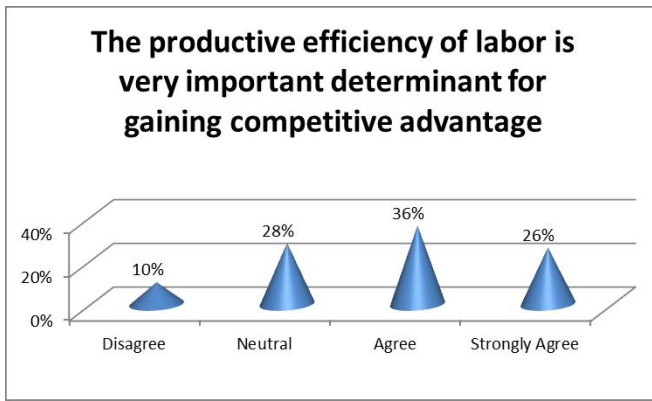 The productive efficiency of labor is
very important determinant for
gaining competitive advantage
40%
20%
0%
10%
28%
36%
26%
Disagree
Neutral
Agree
Strongly Agree